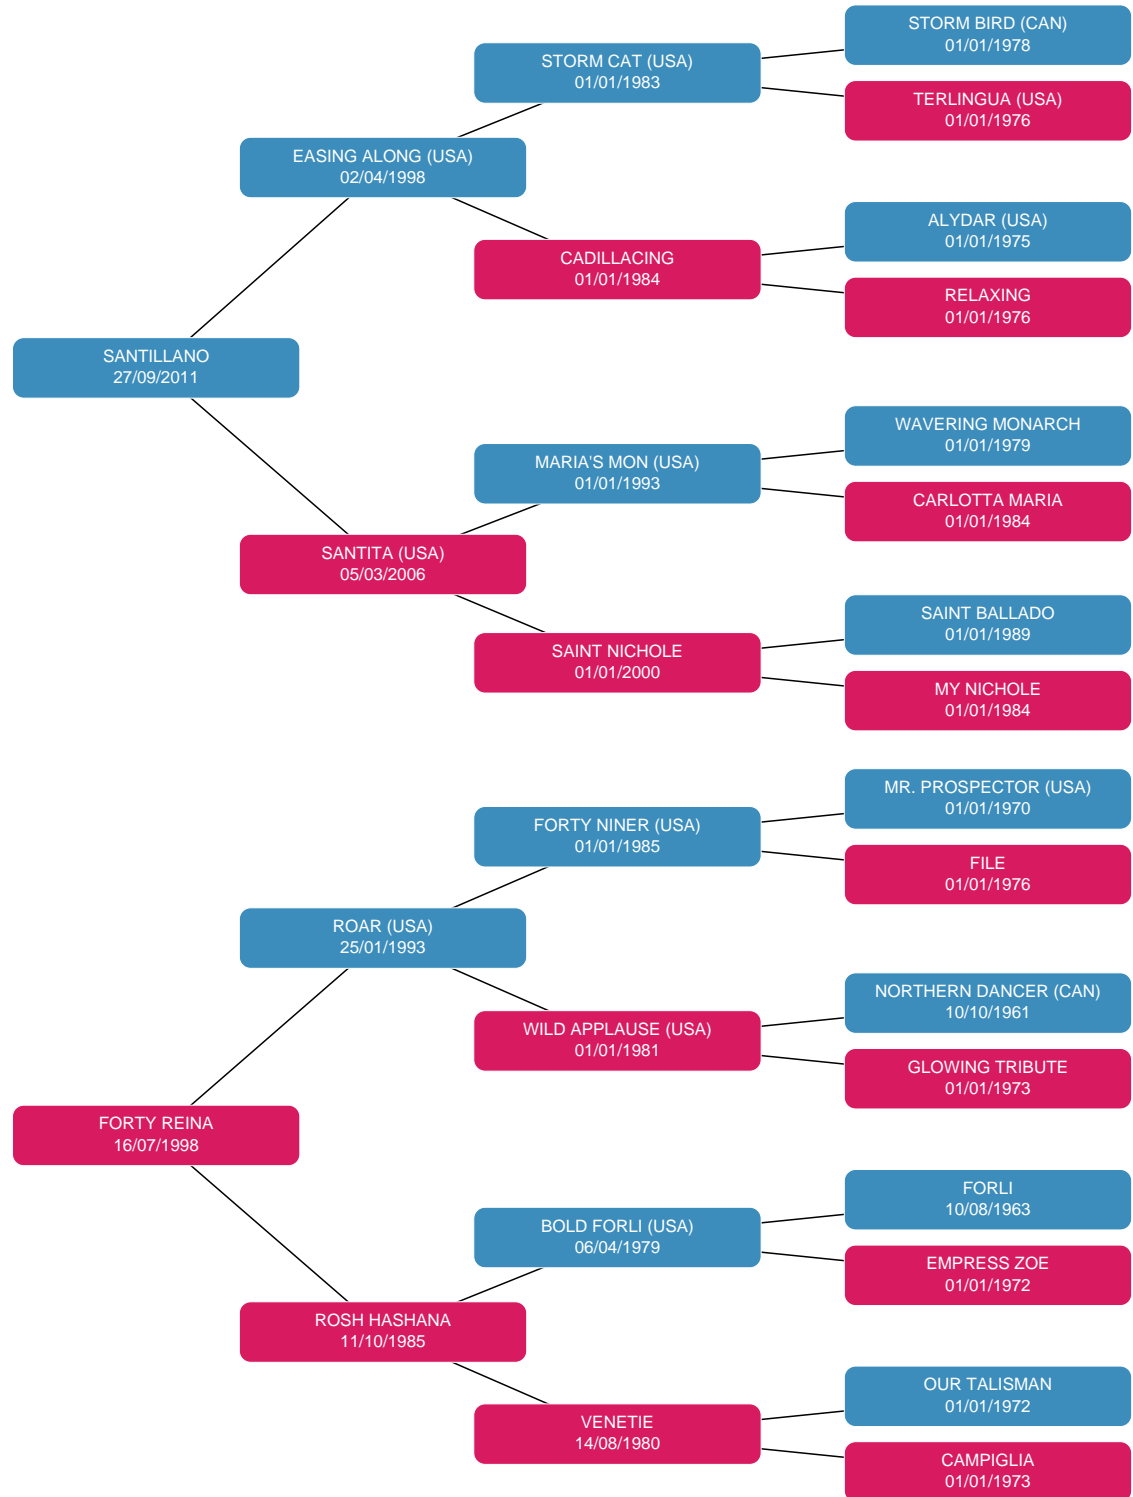 STORM BIRD (CAN)
01/01/1978
STORM CAT (USA)
01/01/1983
TERLINGUA (USA)
01/01/1976
EASING ALONG (USA)
02/04/1998
ALYDAR (USA)
01/01/1975
CADILLACING
01/01/1984
RELAXING
01/01/1976
SANTILLANO
27/09/2011
WAVERING MONARCH
01/01/1979
MARIA'S MON (USA)
01/01/1993
CARLOTTA MARIA
01/01/1984
SANTITA (USA)
05/03/2006
SAINT BALLADO
01/01/1989
SAINT NICHOLE
01/01/2000
MY NICHOLE
01/01/1984
MR. PROSPECTOR (USA)
01/01/1970
FORTY NINER (USA)
01/01/1985
FILE
01/01/1976
ROAR (USA)
25/01/1993
NORTHERN DANCER (CAN)
10/10/1961
WILD APPLAUSE (USA)
01/01/1981
GLOWING TRIBUTE
01/01/1973
FORTY REINA
16/07/1998
FORLI
10/08/1963
BOLD FORLI (USA)
06/04/1979
EMPRESS ZOE
01/01/1972
ROSH HASHANA
11/10/1985
OUR TALISMAN
01/01/1972
VENETIE
14/08/1980
CAMPIGLIA
01/01/1973